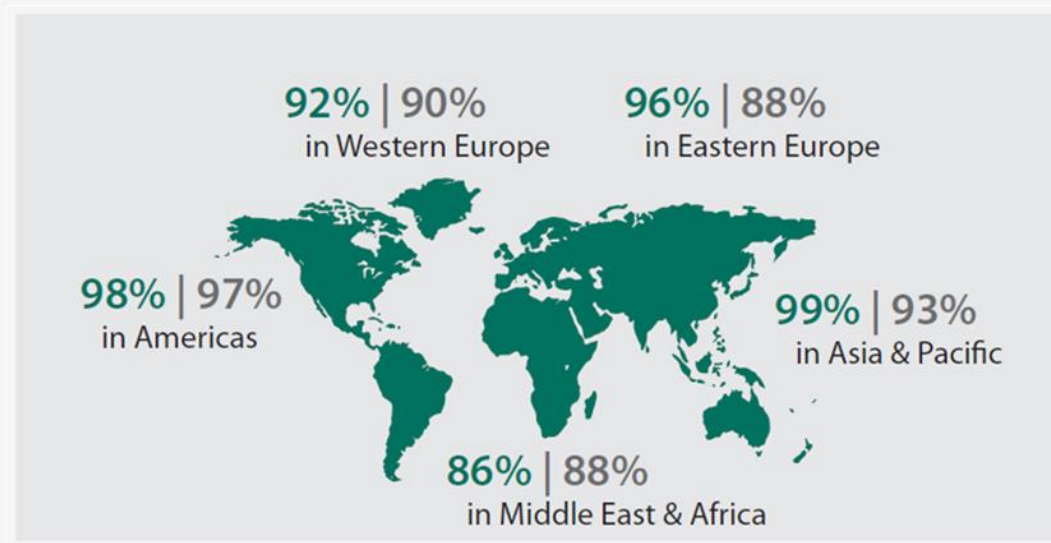 92% | 90%
in Western Europe
96% | 88%
in Eastern Europe
98% | 97%
in Americas
99% | 93%
in Asia & Pacific
86% | 88%
in Middle East & Africa